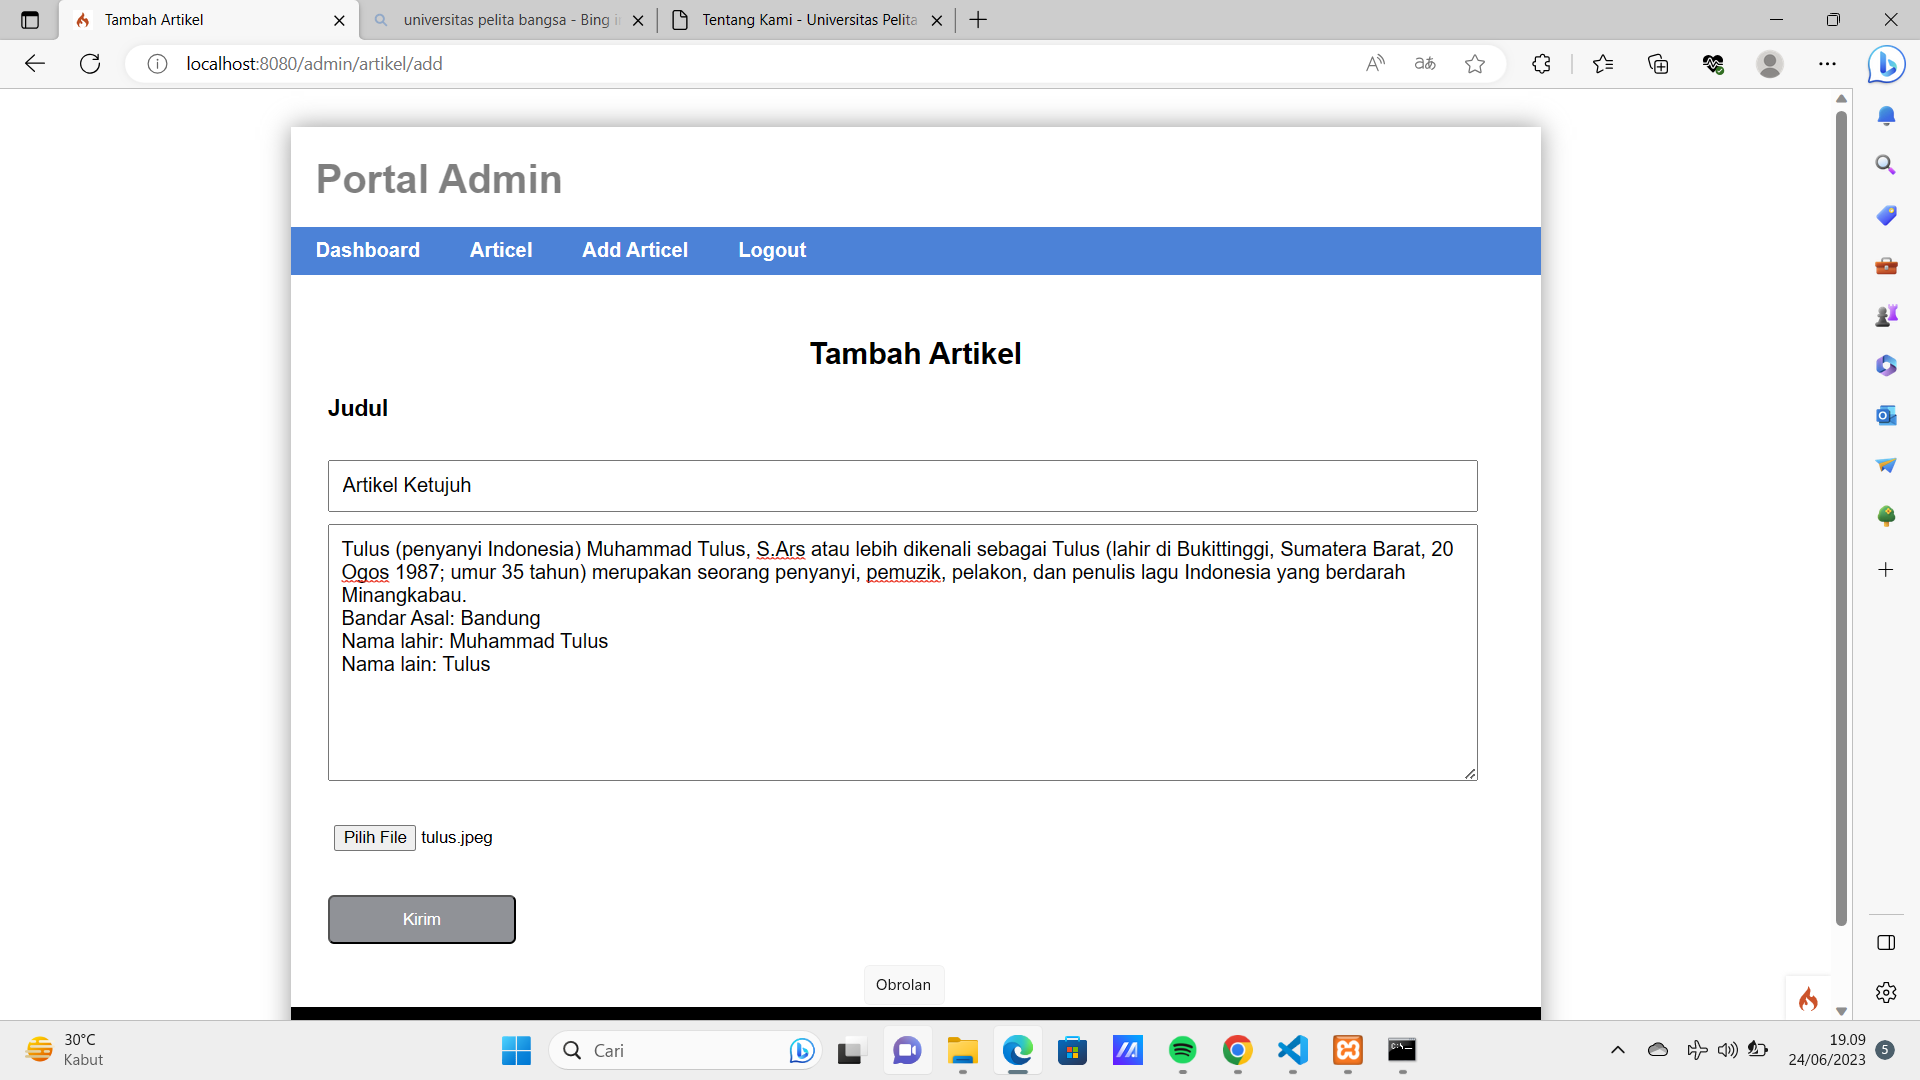 Tambah Artikel
universitas pelita bangsa - Bing
Tentang Kami - Universitas Pelita
localhost:8080/admin/artikel/add
Portal Admin
Dashboard Articel Add Articel Logout
Tambah Artikel
Judul
Artikel Ketujuh
Tulus (penyanyi Indonesia) Muhammad Tulus, S.Ars atau lebih dikenali sebagai Tulus (lahir di Bukittinggi, Sumatera Barat, 20
Ogos 1987; umur 35 tahun) merupakan seorang penyanyi, pemuzik, pelakon, dan penulis lagu Indonesia yang berdarah
Minangkabau.
Bandar Asal: Bandung
Nama lahir: Muhammad Tulus
Nama lain: Tulus
Pilih File tulus.jpeg
Kirim
Obrolan
30°C
Kabut
Cari
19.09
24/06/2023
5